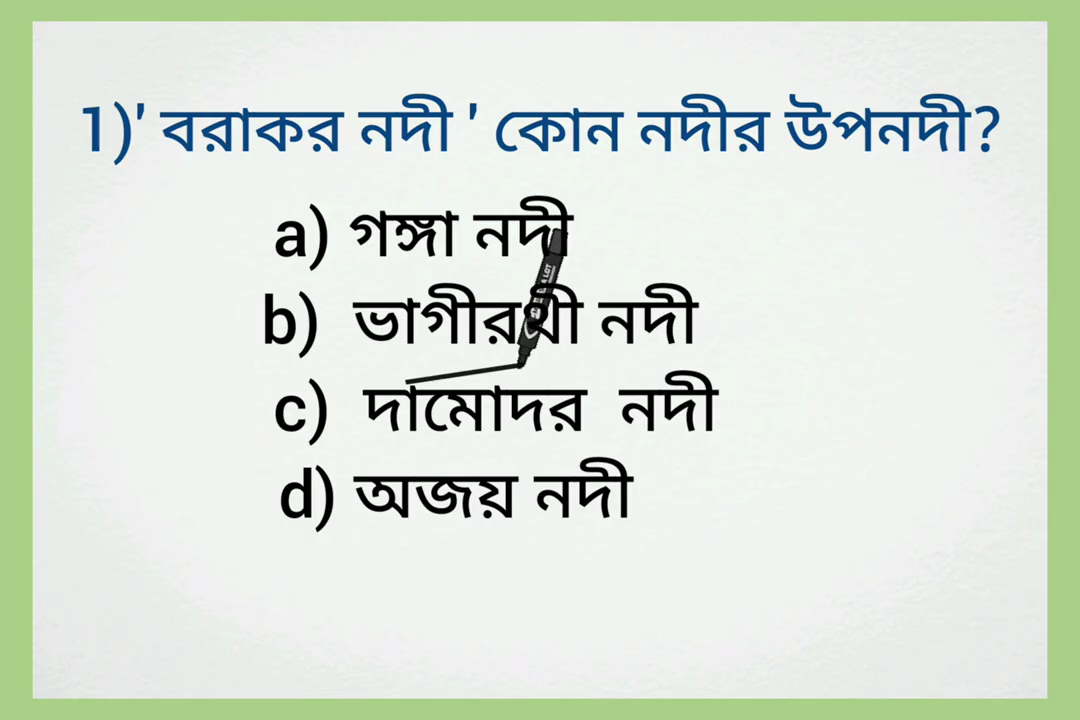 1)' বরাকর নদী ' কোন নদীর উপনদী?
a) গঙ্গা নদী
b) ভাগীরথী নদী
c) দামোদর নদী
d) অজয় নদী